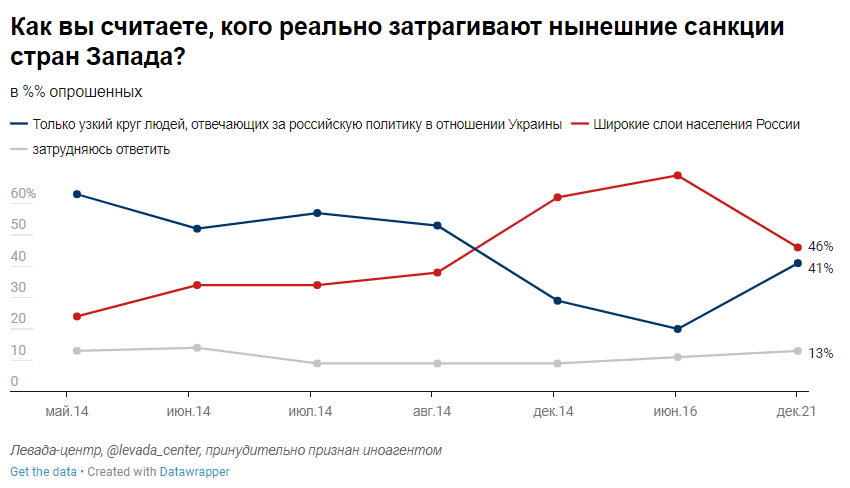 Как вы считаете, кого реально затрагивают нынешние санкции
стран Запада?
в %% опрошенных
Только узкий круг людей, отвечающих за российскую политику в отношении Украины
Широкие слои населения России
затрудняюсь ответить
60%
50
40
30
20
10
0
46%
41%
13%
май.14
июн.14
июл.14
авг.14
дек.14
июн.16
дек.21
Левада-центр, @levada_center, принудительно признан иноагентом
Get the data • Created with Datawrapper